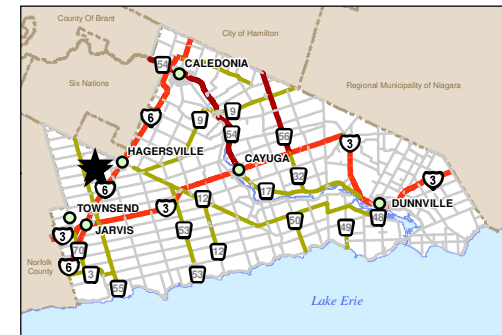 County Of Brant
City of Hamilton
54
CALEDONIA
Six Nations
Regional Municipality of Niagara
6
9
9
54
56
3
HAGERSVILLE
CAYUGA
32
3
6
17
12
TOWNSEND
3
DUNNVILLE
JARVIS
50
48
3
53
49
Norfolk
County
6
70
12
3
53
55
Lake Erie